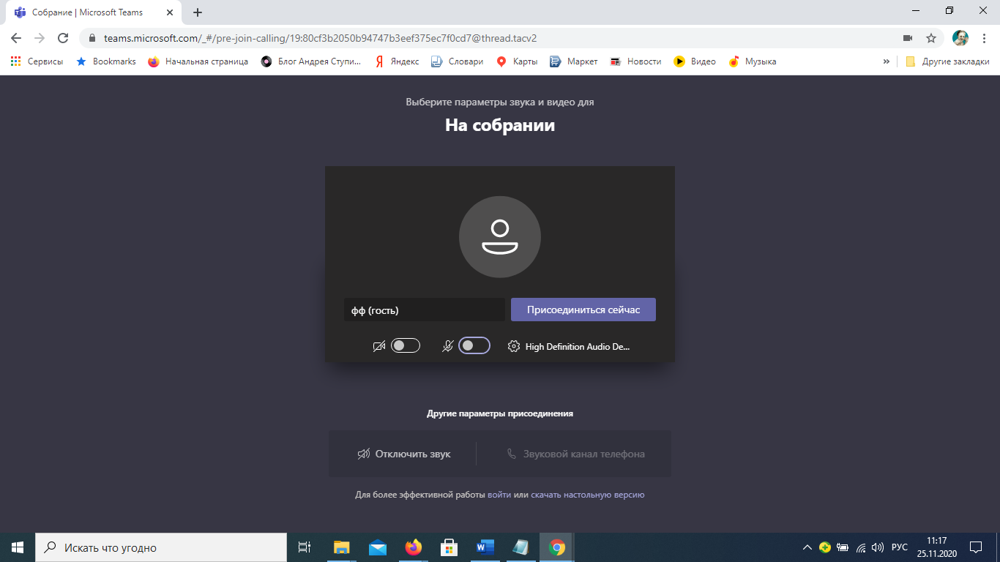 Собрание | Microsoft Teams
teams.microsoft.com/_#/pre-join-calling/19:80cf3b2050b94747b3eef375ec7f0cd7@thread.tacv2
Сервисы Bookmarks Начальная страница Блог Андрея Ступи... Яндекс Словари Карты Маркет Новости Видео Музыка » Другие закладки
Выберите параметры звука и видео для
На собрании
фф (гость) Присоединиться сейчас
High Definition Audio De...
Другие параметры присоединения
Отключить звук Звуковой канал телефона
Для более эффективной работы войти или скачать настольную версию
Искать что угодно РУС 11:17
25.11.2020